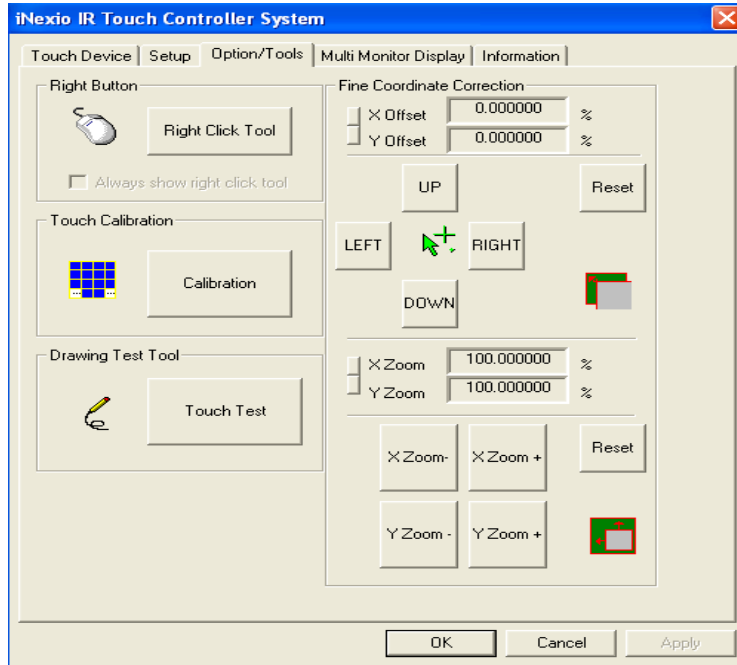 iNexio IR Touch Controller System
Touch Device Setup Option/Tools Multi Monitor Display Information
Right Button
Right Click Tool
Always show right click tool
Touch Calibration
Calibration
Drawing Test Tool
Touch Test
Fine Coordinate Correction
X Offset 0.000000 %
Y Offset 0.000000 %
UP Reset
LEFT RIGHT
DOWN
X Zoom 100.000000 %
Y Zoom 100.000000 %
X Zoom- X Zoom + Reset
Y Zoom - Y Zoom +
OK Cancel Apply